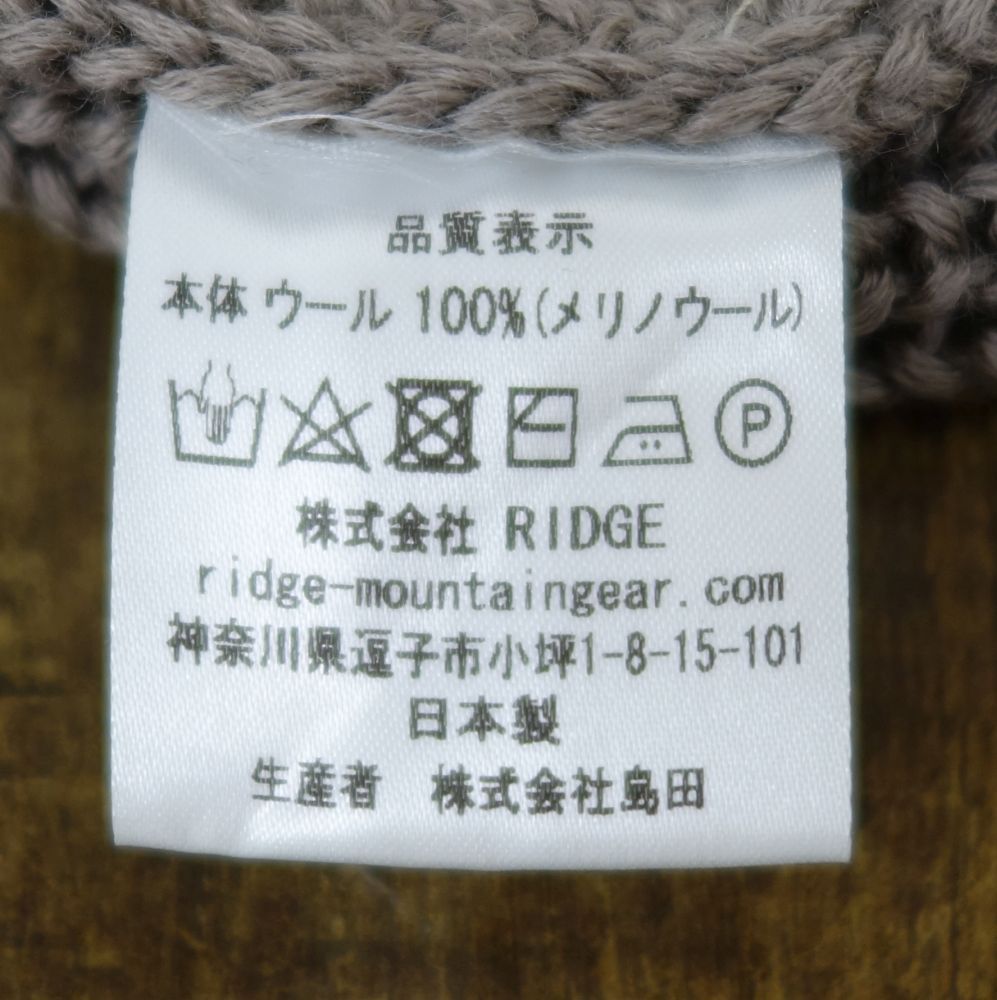 品質表示
本体 ウール 100%(メリノウール)
P
株式会社 RIDGE
ridge-mountaingear.com
神奈川県逗子市小坪1-8-15-101
日本製
生産者 株式会社島田